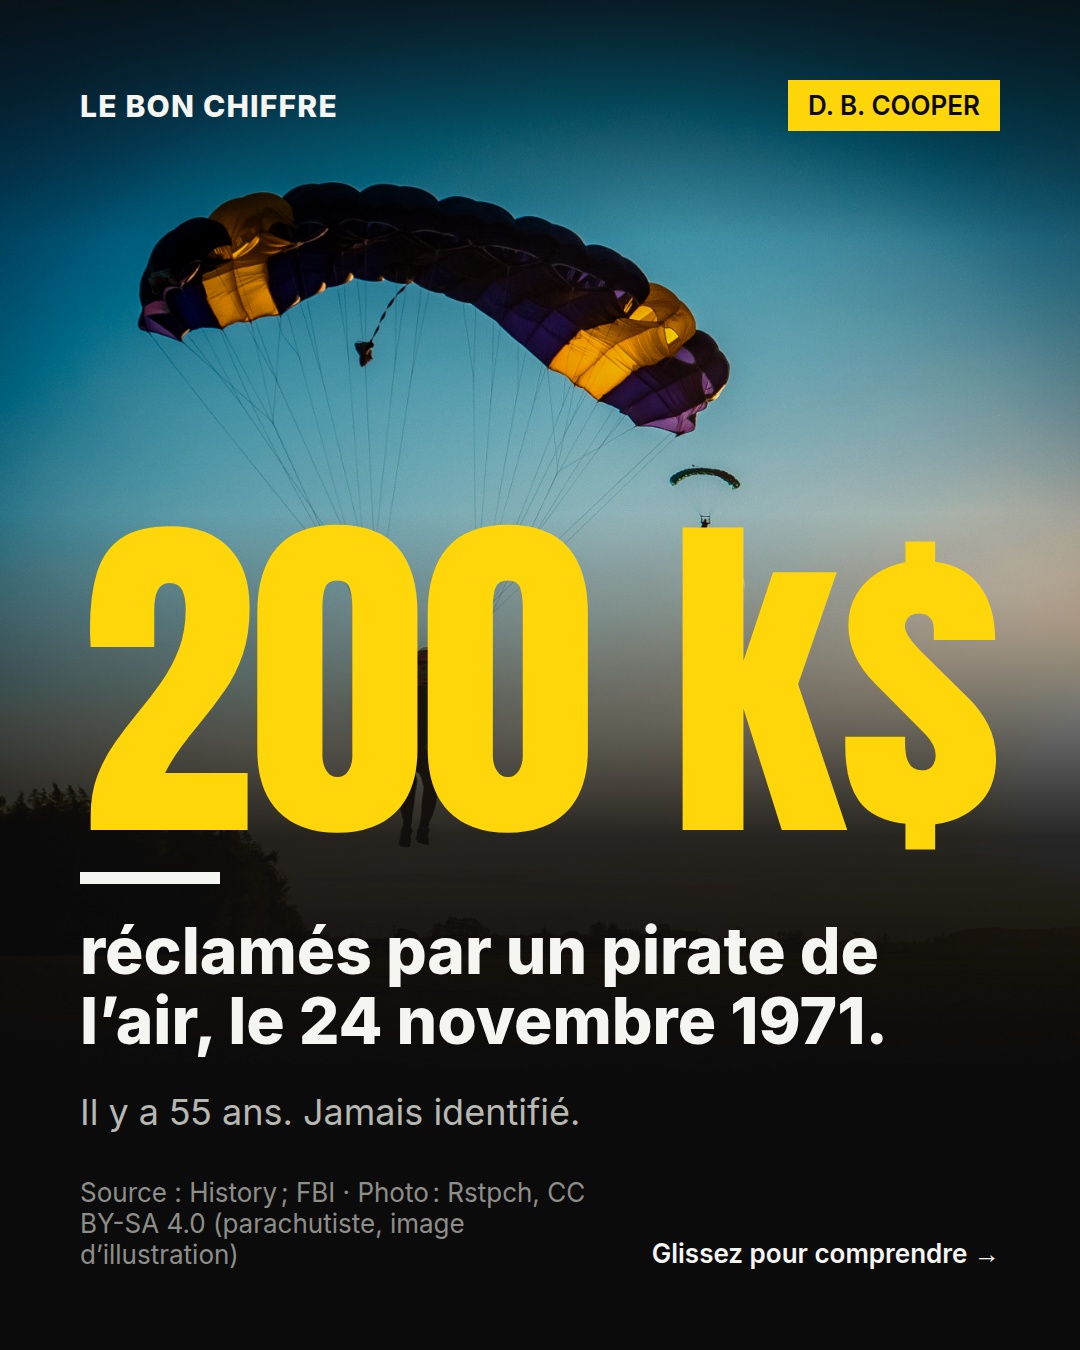 LE BON CHIFFRE
D. B. COOPER
200 k$
réclamés par un pirate de
l’air, le 24 novembre 1971.
Il y a 55 ans. Jamais identifié.
Source : History ; FBI · Photo : Rstpch, CC
BY-SA 4.0 (parachutiste, image
d’illustration)
Glissez pour comprendre →